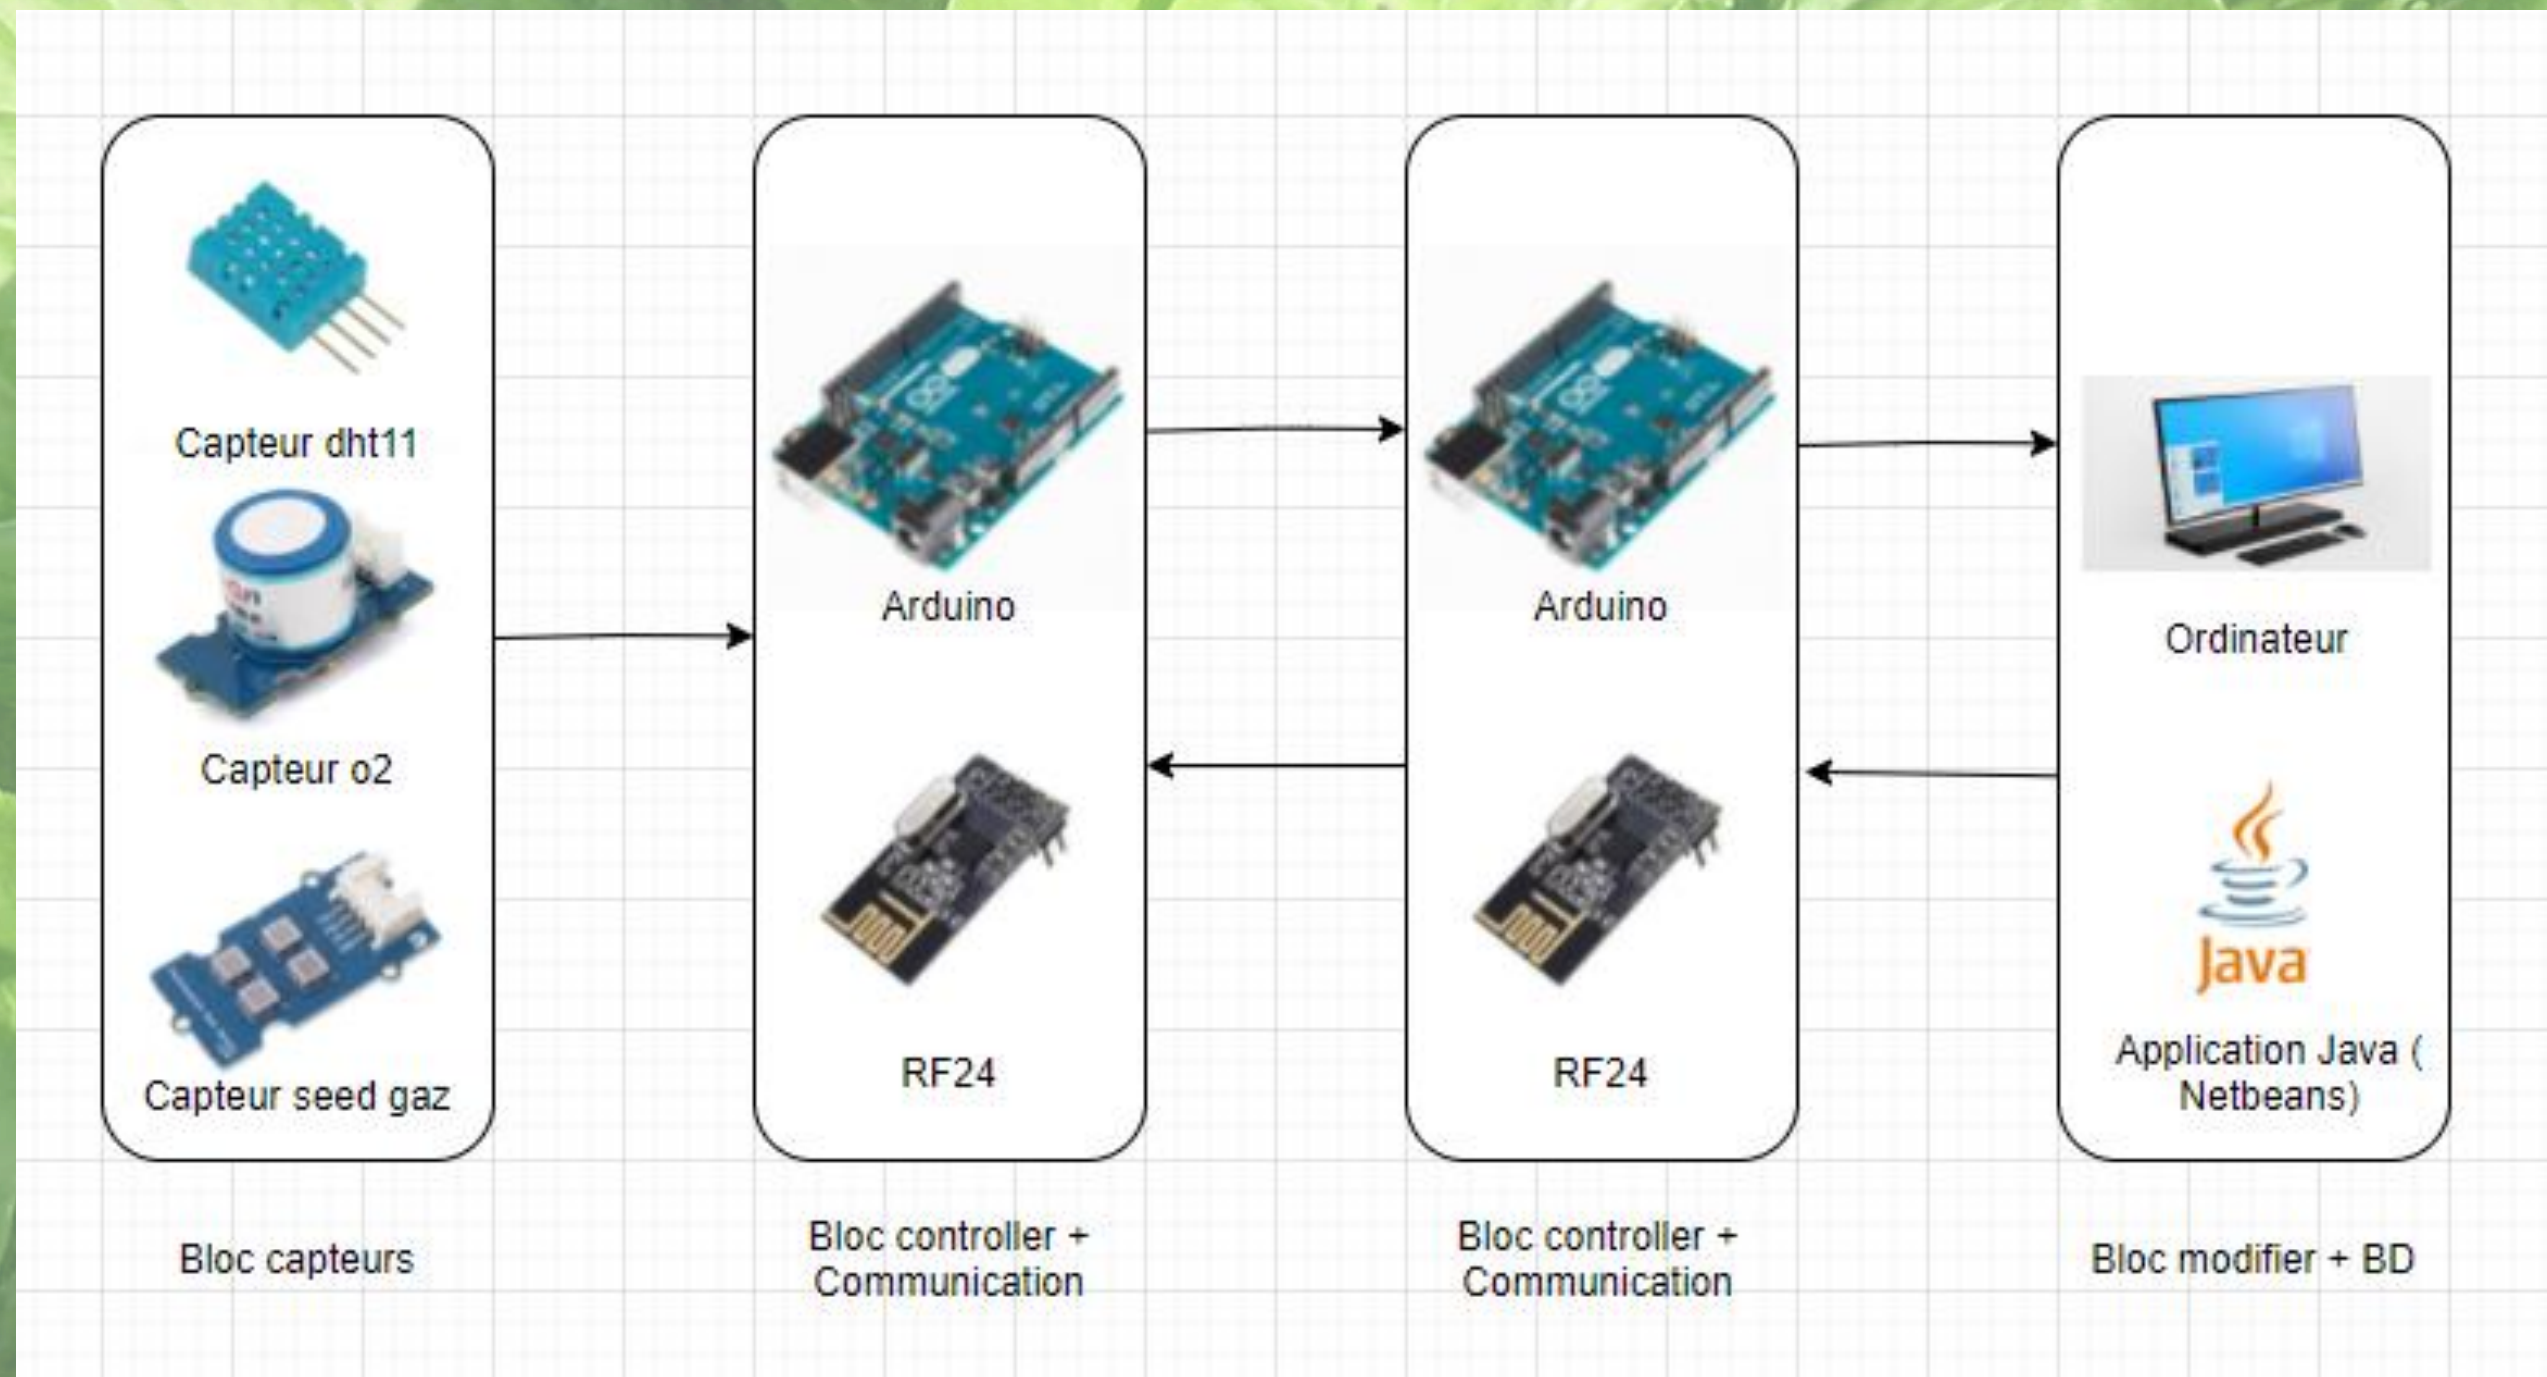 Capteur dht11
Capteur o2
Capteur seed gaz
Bloc capteurs
Arduino
RF24
Bloc controller +
Communication
Arduino
RF24
Bloc controller +
Communication
Ordinateur
Java
Application Java (
Netbeans)
Bloc modifier + BD